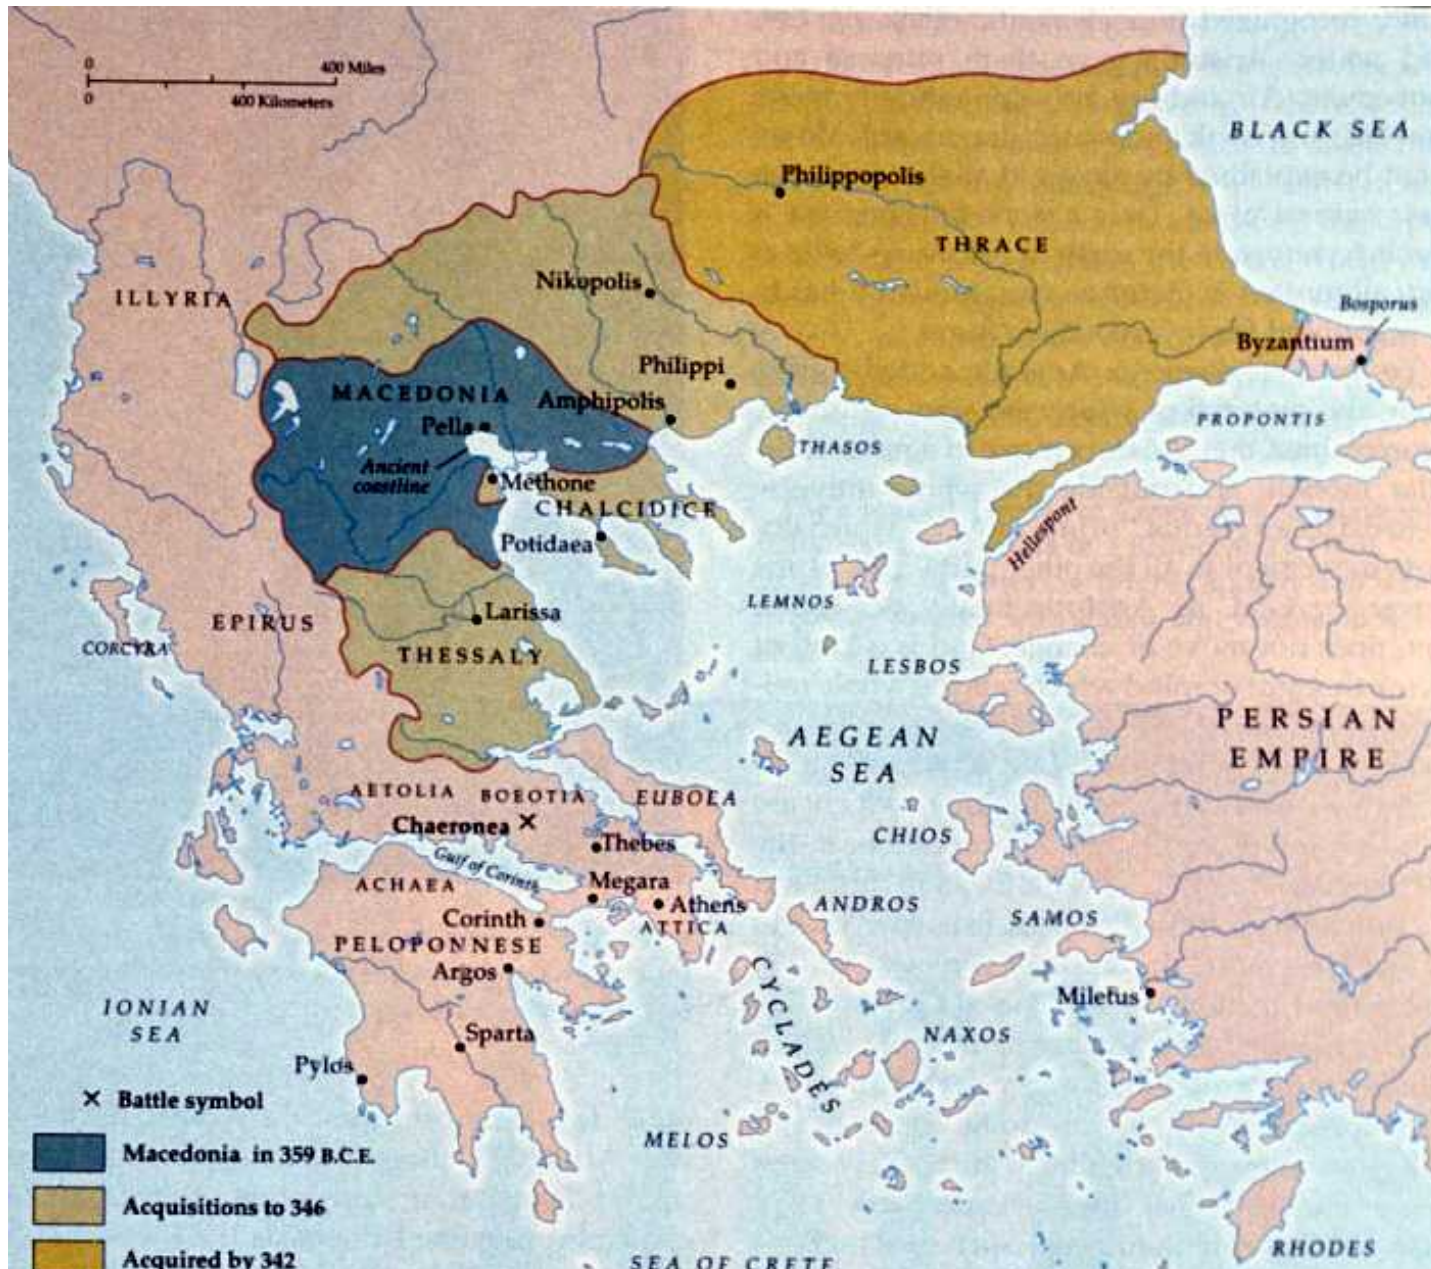 0
400 Miles
0
400 Kilometers
BLACK SEA
Philippopolis
THRACE
Nikopolis
ILLYRIA
Bosporus
Byzantium
Philippi
MACEDONIA
Amphipolis
PROPONTIS
Pella
THASOS
Ancient
coastline
Methone
CHALCIDICE
Hellespont
Potidaea
LEMNOS
Larissa
EPIRUS
CORCYRA
THESSALY
LESBOS
PERSIAN
EMPIRE
AEGEAN
SEA
AETOLIA
BOEOTIA
EUBOEA
Chaeronea
CHIOS
Thebes
Gulf of Corinth
ACHAEA
Megara
Athens
ATTICA
ANDROS
SAMOS
Corinth
PELOPONNESE
Argos
CYCLADES
Miletus
IONIAN
SEA
Sparta
NAXOS
Pylos
Battle symbol
MELOS
Macedonia in 359 B.C.E.
Acquisitions to 346
Acquired by 342
SEA OF CRETE
RHODES